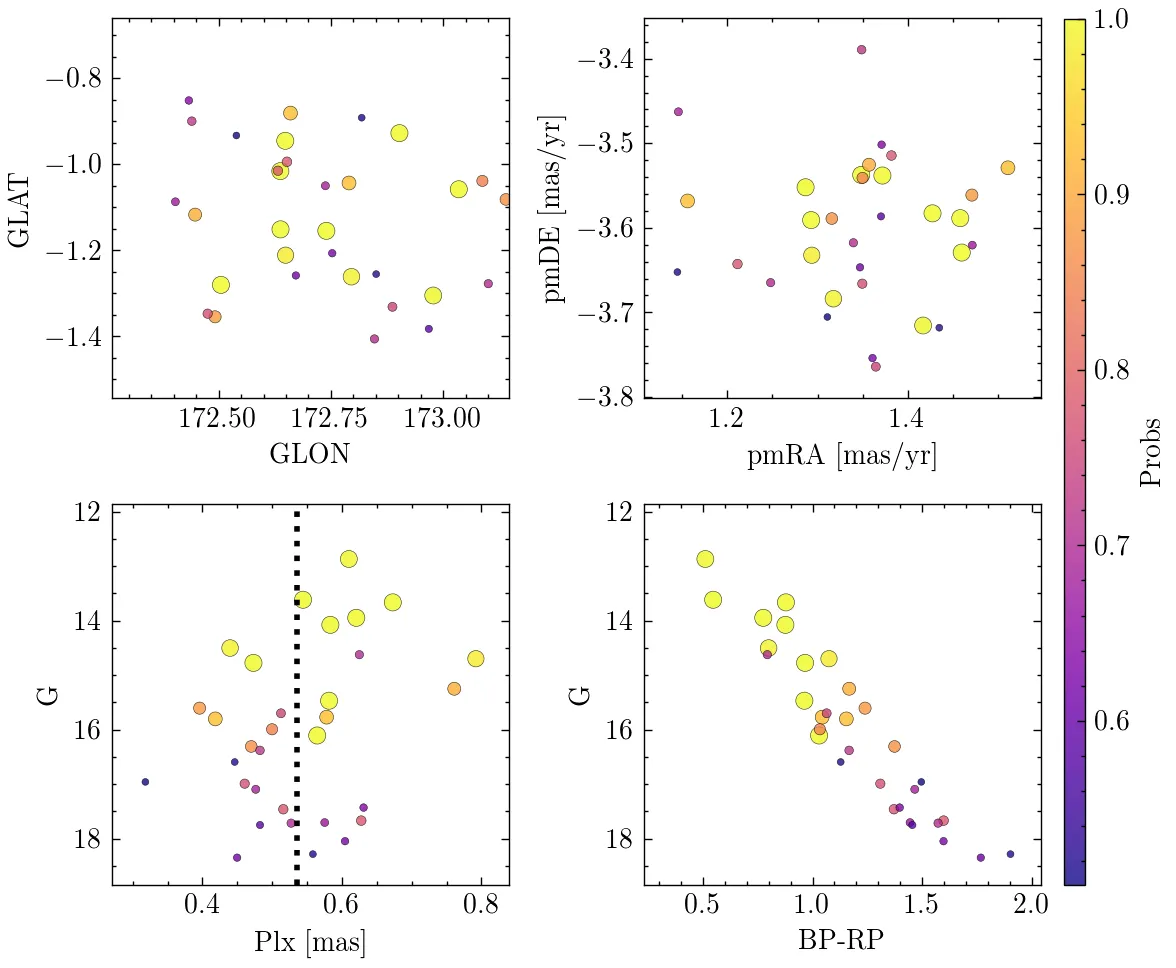 −0.8
−1.0
−1.2
−1.4
GLAT
172.50 172.75 173.00
GLON
−3.4
−3.5
−3.6
−3.7
−3.8
pmDE [mas/yr]
1.2 1.4
pmRA [mas/yr]
12
14
16
18
G
0.4 0.6 0.8
Plx [mas]
12
14
16
18
G
0.5 1.0 1.5 2.0
BP-RP
1.0
0.9
0.8
0.7
0.6
Probs